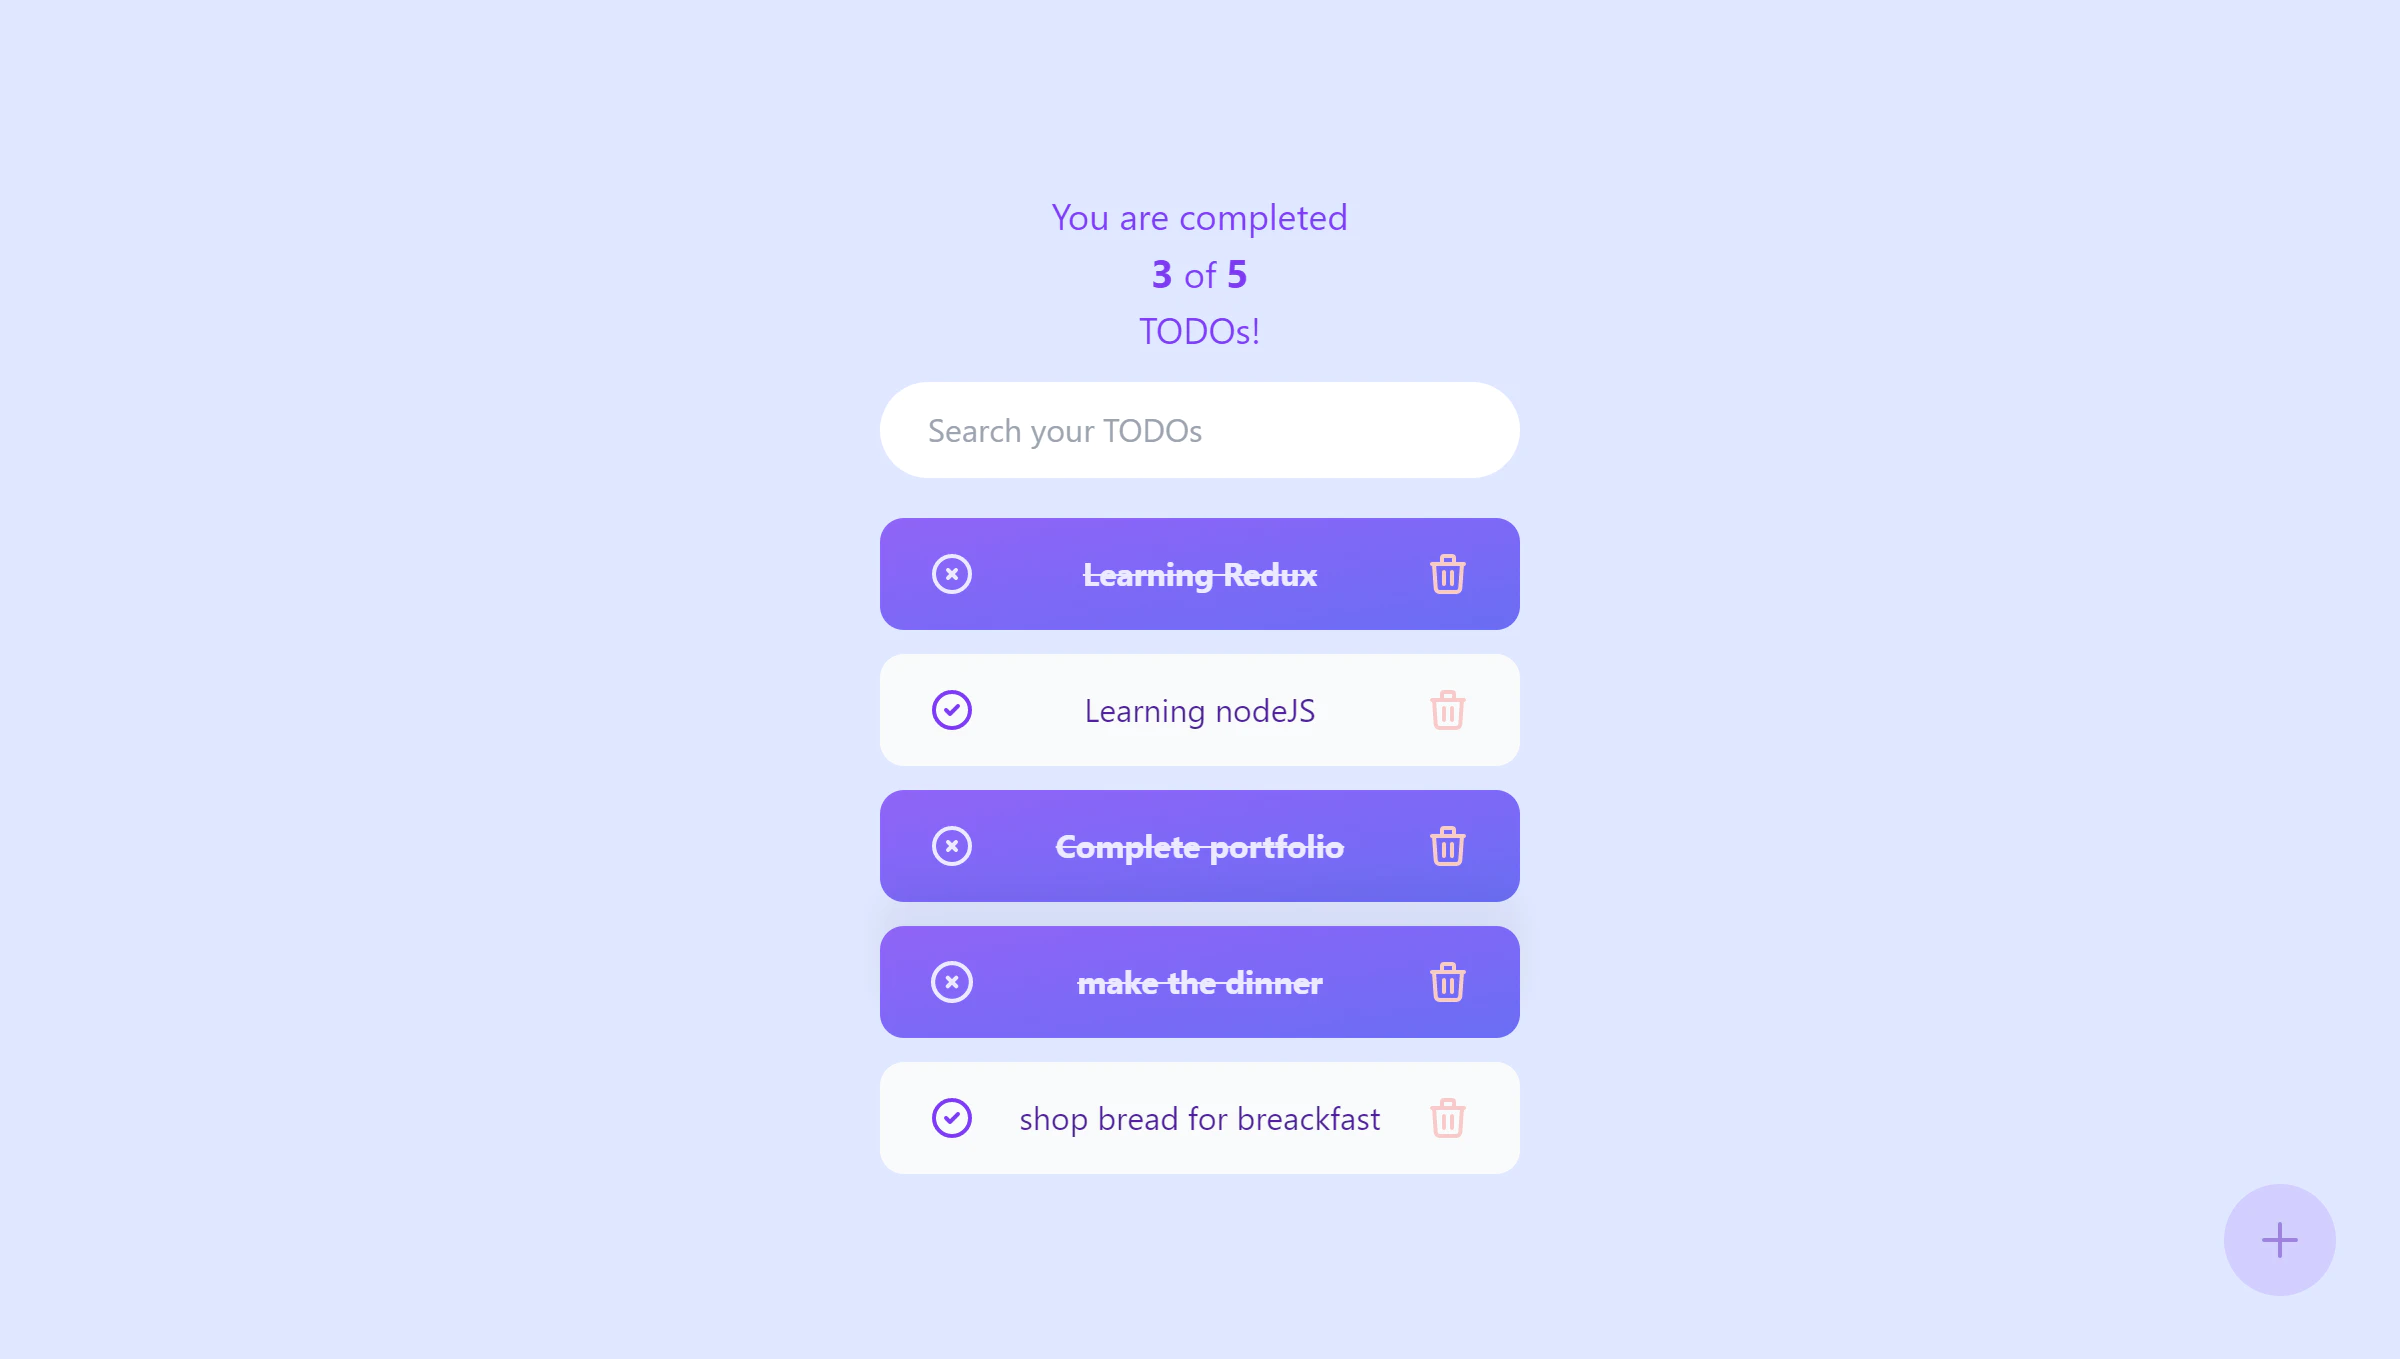 You are completed
3 of 5
TODOs!
Search your TODOs
Learning Redux
Learning nodeJS
Complete portfolio
make the dinner
shop bread for breackfast